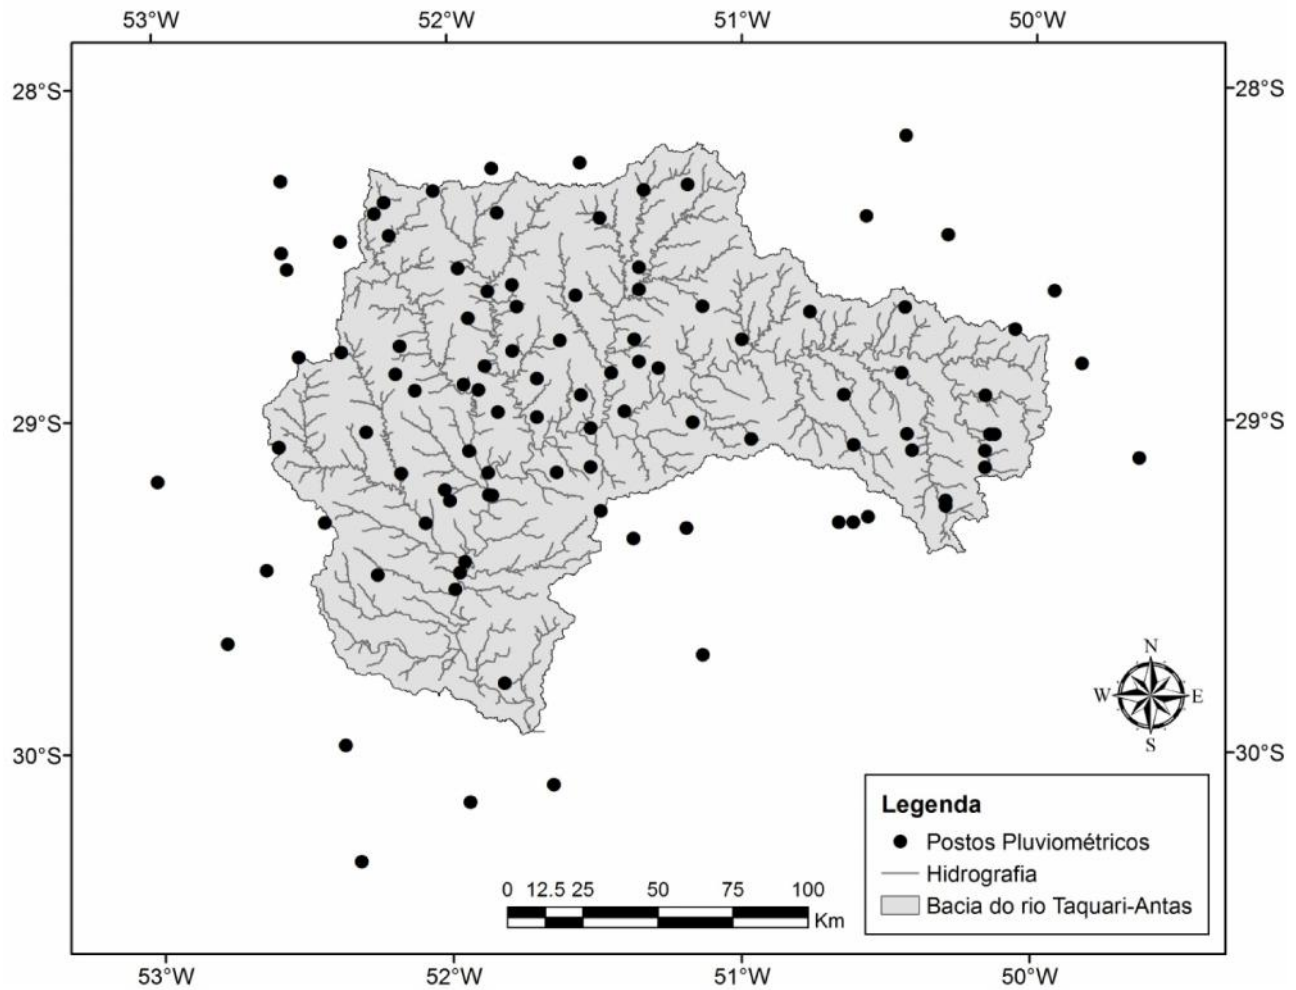 53°W 52°W 51°W 50°W
28°S 28°S
29°S 29°S
N
W E
S
30°S 30°S
Legenda
Postos Pluviométricos
Hidrografia
Bacia do rio Taquari-Antas
0 12.5 25 50 75 100
Km
53°W 52°W 51°W 50°W